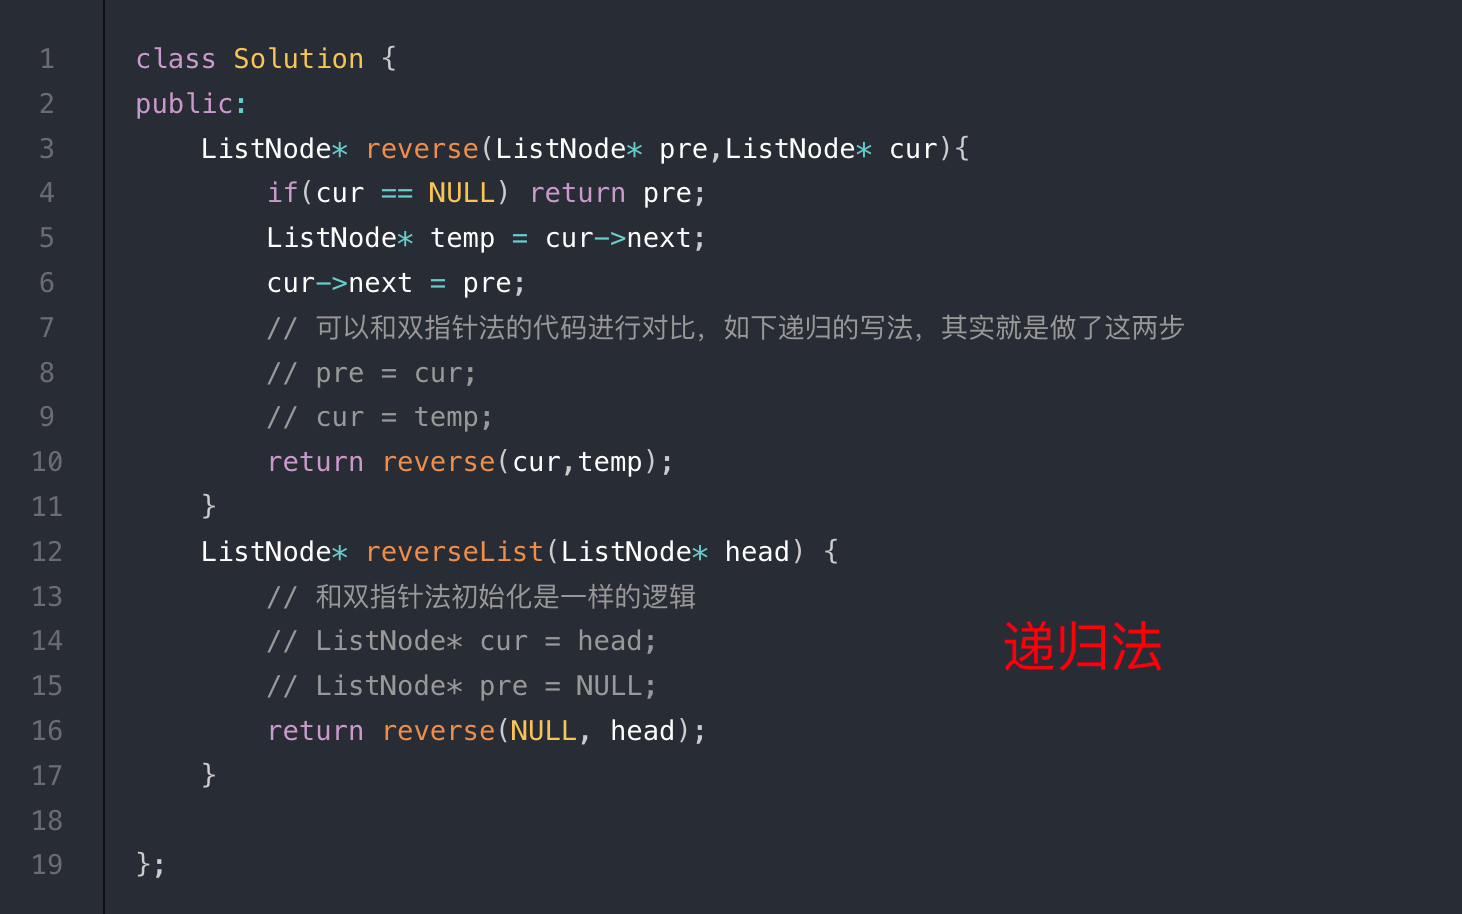 1 class Solution {
2 public:
3     ListNode* reverse(ListNode* pre,ListNode* cur){
4         if(cur == NULL) return pre;
5         ListNode* temp = cur->next;
6         cur->next = pre;
7         // 可以和双指针法的代码进行对比，如下递归的写法，其实就是做了这两步
8         // pre = cur;
9         // cur = temp;
10         return reverse(cur,temp);
11     }
12     ListNode* reverseList(ListNode* head) {
13         // 和双指针法初始化是一样的逻辑
14         // ListNode* cur = head;
递归法
15         // ListNode* pre = NULL;
16         return reverse(NULL, head);
17     }
18
19 };